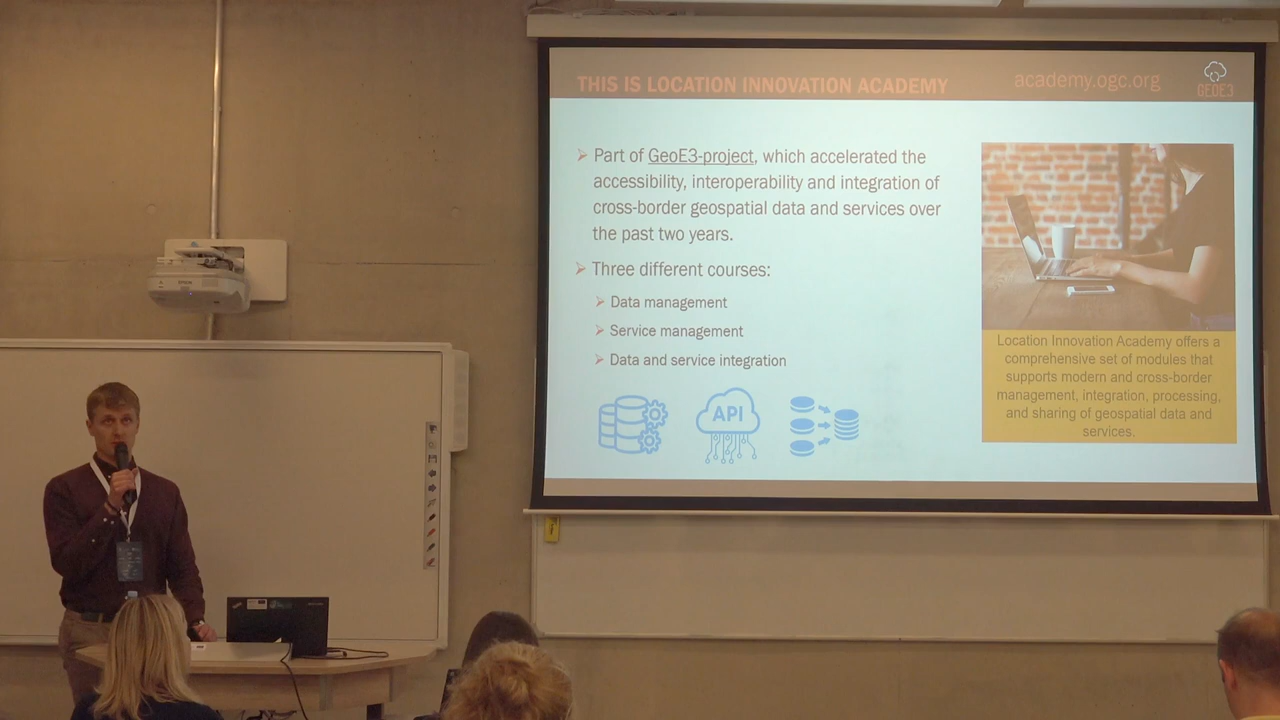 THIS IS LOCATION INNOVATION ACADEMY
academy.ogc.org
GEOE3
Part of GeoE3-project, which accelerated the
accessibility, interoperability and integration of
cross-border geospatial data and services over
the past two years.
Three different courses:
Data management
Service management
Data and service integration
API
Location Innovation Academy offers a
comprehensive set of modules that
supports modern and cross-border
management, integration, processing,
and sharing of geospatial data and
services.
EPSON